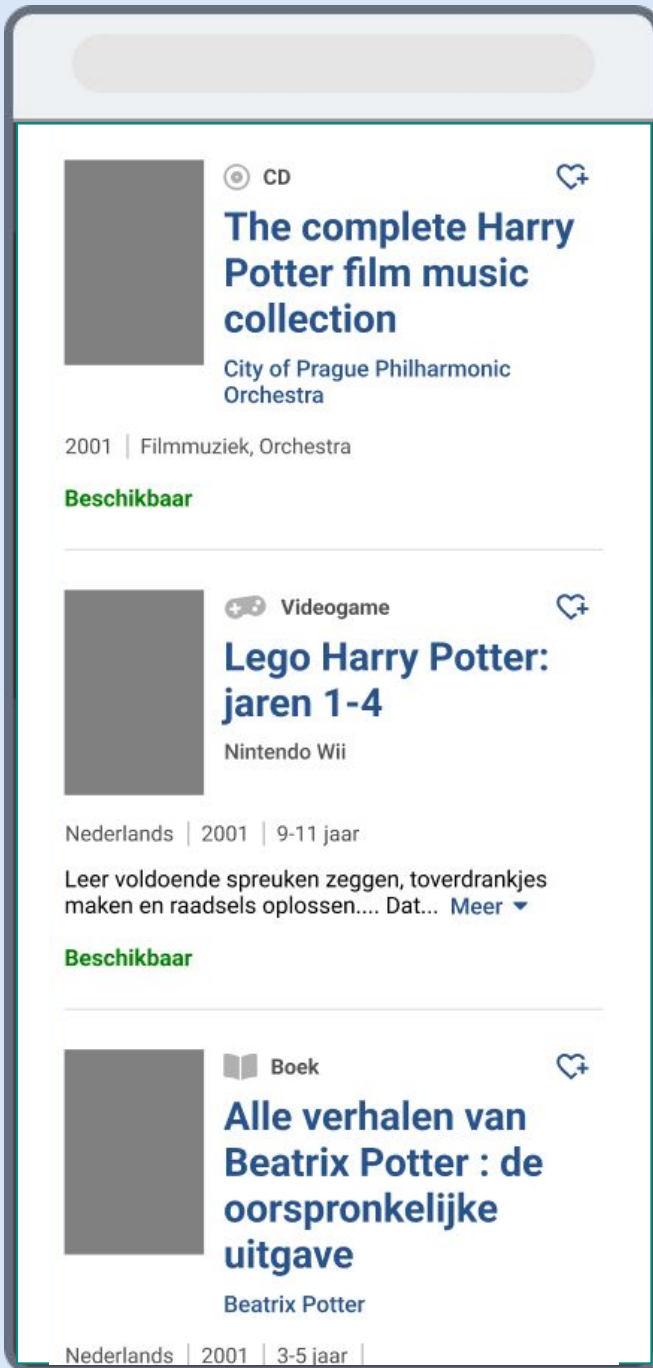 CD
The complete Harry
Potter film music
collection
City of Prague Philharmonic
Orchestra
2001 | Filmmuziek, Orchestra
Beschikbaar
Videogame
Lego Harry Potter:
jaren 1-4
Nintendo Wii
Nederlands | 2001 | 9-11 jaar
Leer voldoende spreuken zeggen, toverdrankjes
maken en raadsels oplossen.... Dat... Meer
Beschikbaar
Boek
Alle verhalen van
Beatrix Potter : de
oorspronkelijke
uitgave
Beatrix Potter
Nederlands | 2001 | 3-5 jaar |